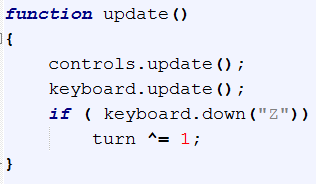 function update()
{
controls.update();
keyboard.update();
if ( keyboard.down("Z"))
turn ^= 1;
}